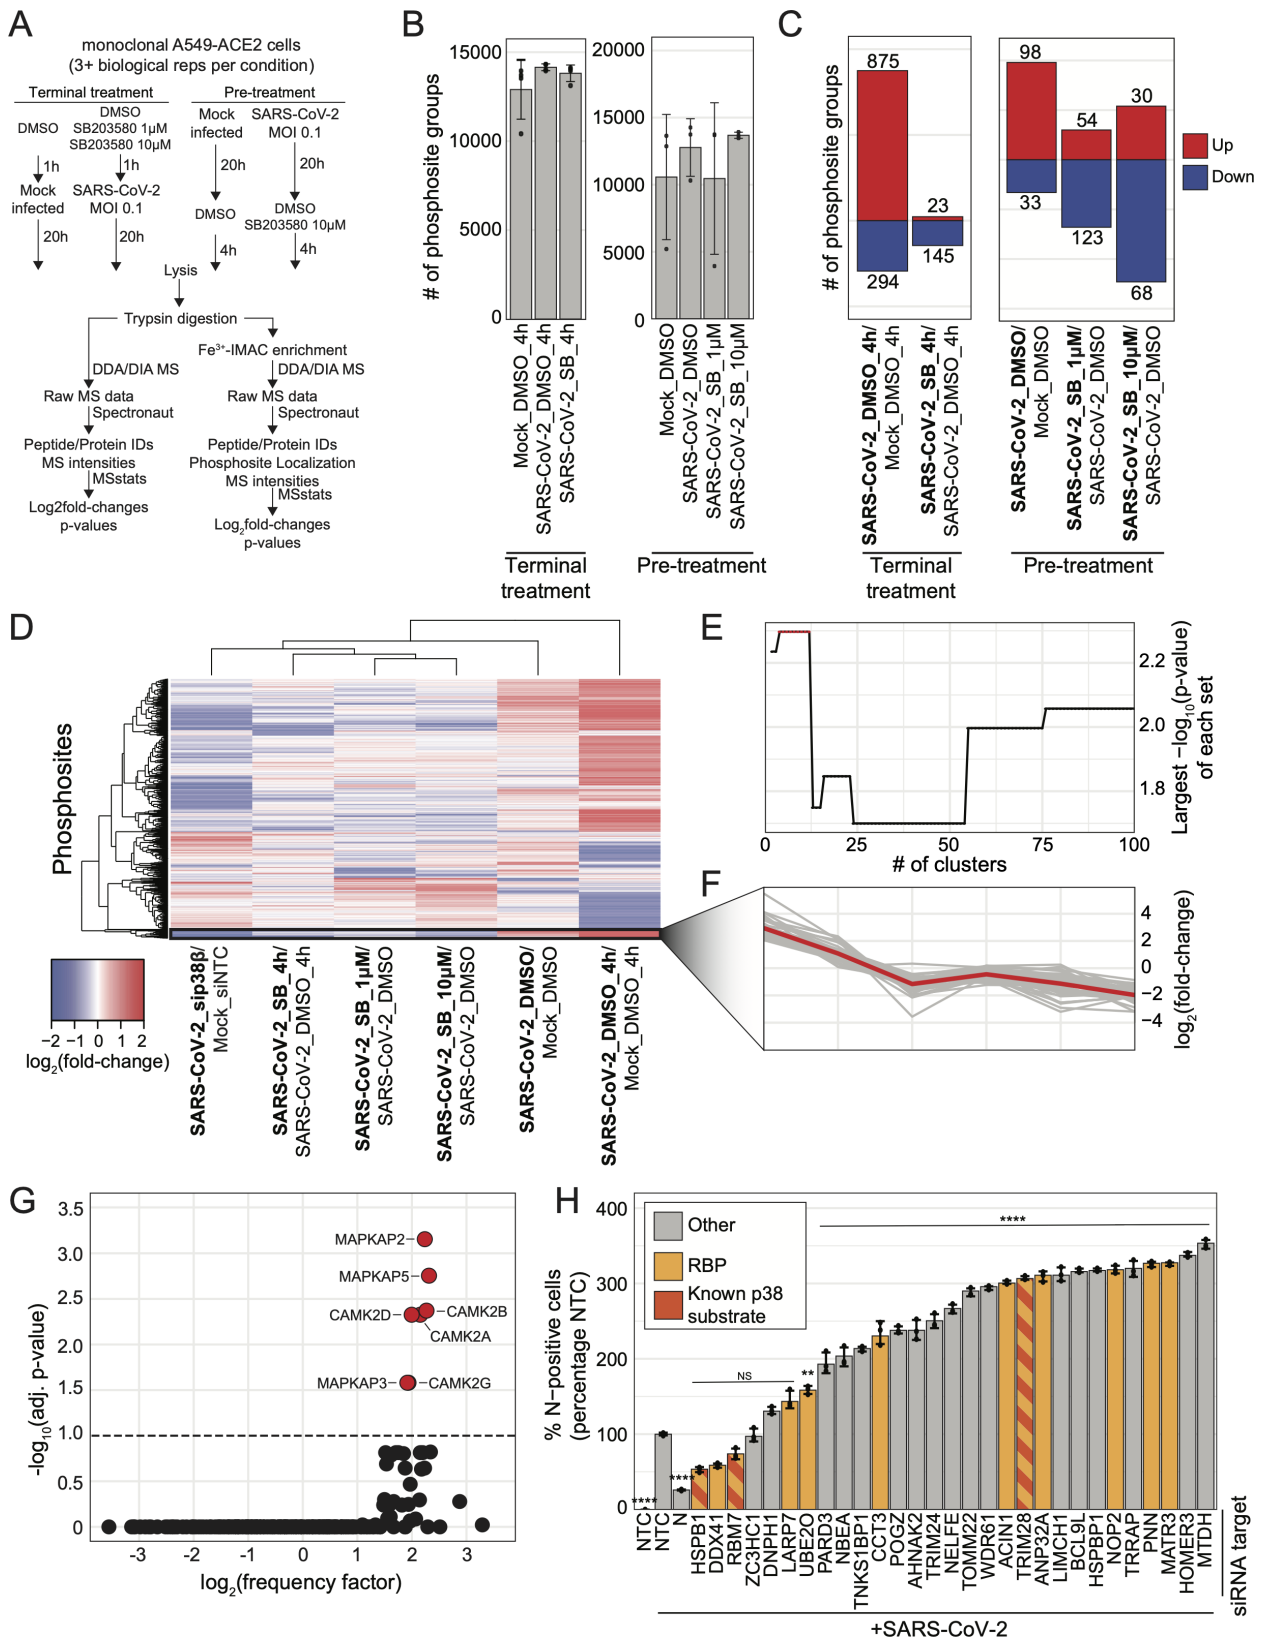 A
monoclonal A549-ACE2 cells
(3+ biological reps per condition)
Terminal treatment
Pre-treatment
DMSO
DMSO
SB203580 1µM
SB203580 10µM
Mock
infected
SARS-CoV-2
MOI 0.1
1h
1h
20h
20h
Mock
infected
SARS-CoV-2
MOI 0.1
DMSO
DMSO
SB203580 10µM
20h
20h
4h
4h
Lysis
Trypsin digestion
Fe3+-IMAC enrichment
DDA/DIA MS
DDA/DIA MS
Raw MS data
Raw MS data
Spectronaut
Spectronaut
Peptide/Protein IDs
MS intensities
Peptide/Protein IDs
Phosphosite Localization
MS intensities
MSstats
MSstats
Log2fold-changes
p-values
Log2fold-changes
p-values
B
# of phosphosite groups
15000
10000
5000
0
20000
15000
10000
5000
0
Mock_DMSO_4h
SARS-CoV-2_DMSO_4h
SARS-CoV-2_SB_4h
Mock_DMSO
SARS-CoV-2_DMSO
SARS-CoV-2_SB_1µM
SARS-CoV-2_SB_10µM
Terminal
treatment
Pre-treatment
C
# of phosphosite groups
875
294
23
145
98
33
54
123
30
68
Up
Down
SARS-CoV-2_DMSO_4h/
Mock_DMSO_4h
SARS-CoV-2_SB_4h/
SARS-CoV-2_DMSO_4h
SARS-CoV-2_DMSO/
Mock_DMSO
SARS-CoV-2_SB_1µM/
SARS-CoV-2_DMSO
SARS-CoV-2_SB_10µM/
SARS-CoV-2_DMSO
Terminal
treatment
Pre-treatment
D
Phosphosites
−2 −1 0 1 2
log2(fold-change)
SARS-CoV-2_sip38β/
Mock_siNTC
SARS-CoV-2_SB_4h/
SARS-CoV-2_DMSO_4h
SARS-CoV-2_SB_1µM/
SARS-CoV-2_DMSO
SARS-CoV-2_SB_10µM/
SARS-CoV-2_DMSO
SARS-CoV-2_DMSO/
Mock_DMSO
SARS-CoV-2_DMSO_4h/
Mock_DMSO_4h
E
2.2
2.0
1.8
Largest −log10(p-value)
of each set
0 25 50 75 100
# of clusters
F
4
2
0
−2
−4
log2(fold-change)
G
-log10(adj. p-value)
3.5
3.0
2.5
2.0
1.5
1.0
0.5
0
MAPKAP2
MAPKAP5
CAMK2D
CAMK2B
CAMK2A
MAPKAP3
CAMK2G
-3 -2 -1 0 1 2 3
log2(frequency factor)
H
% N−positive cells
(percentage NTC)
400
300
200
100
0
Other
RBP
Known p38
substrate
****
****
NS
**
****
NTC
NTC
N
HSPB1
DDX41
RBM7
ZC3HC1
DNPH1
LARP7
UBE2O
PARD3
NBEA
TNKS1BP1
CCT3
POGZ
AHNAK2
TRIM24
NELFE
TOMM22
WDR61
ACIN1
TRIM28
ANP32A
LIMCH1
BCL9L
HSPBP1
NOP2
TRRAP
PNN
MATR3
HOMER3
MTDH
siRNA target
+SARS-CoV-2